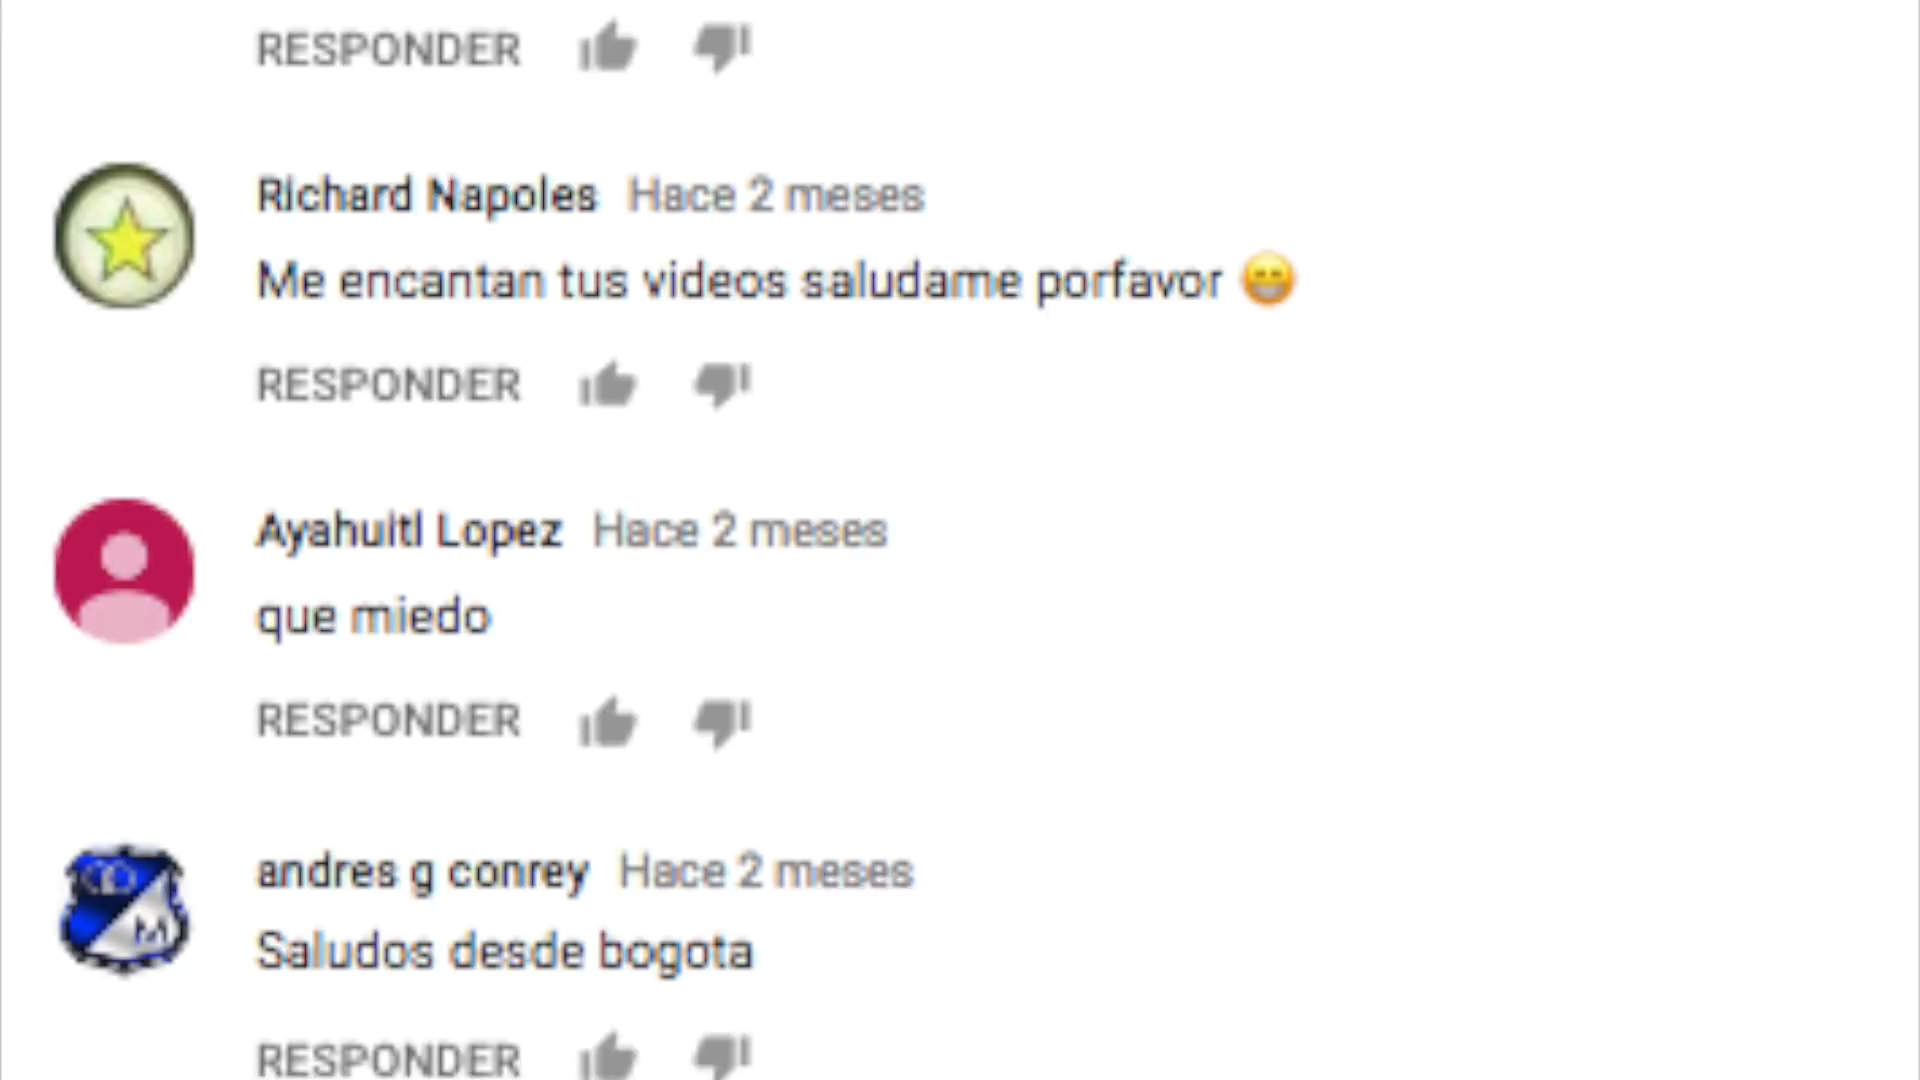 RESPONDER
Richard Napoles Hace 2 meses
Me encantan tus videos saludame porfavor 😁
RESPONDER
Ayahuitl Lopez Hace 2 meses
que miedo
RESPONDER
andres g conrey Hace 2 meses
Saludos desde bogota
RESPONDER